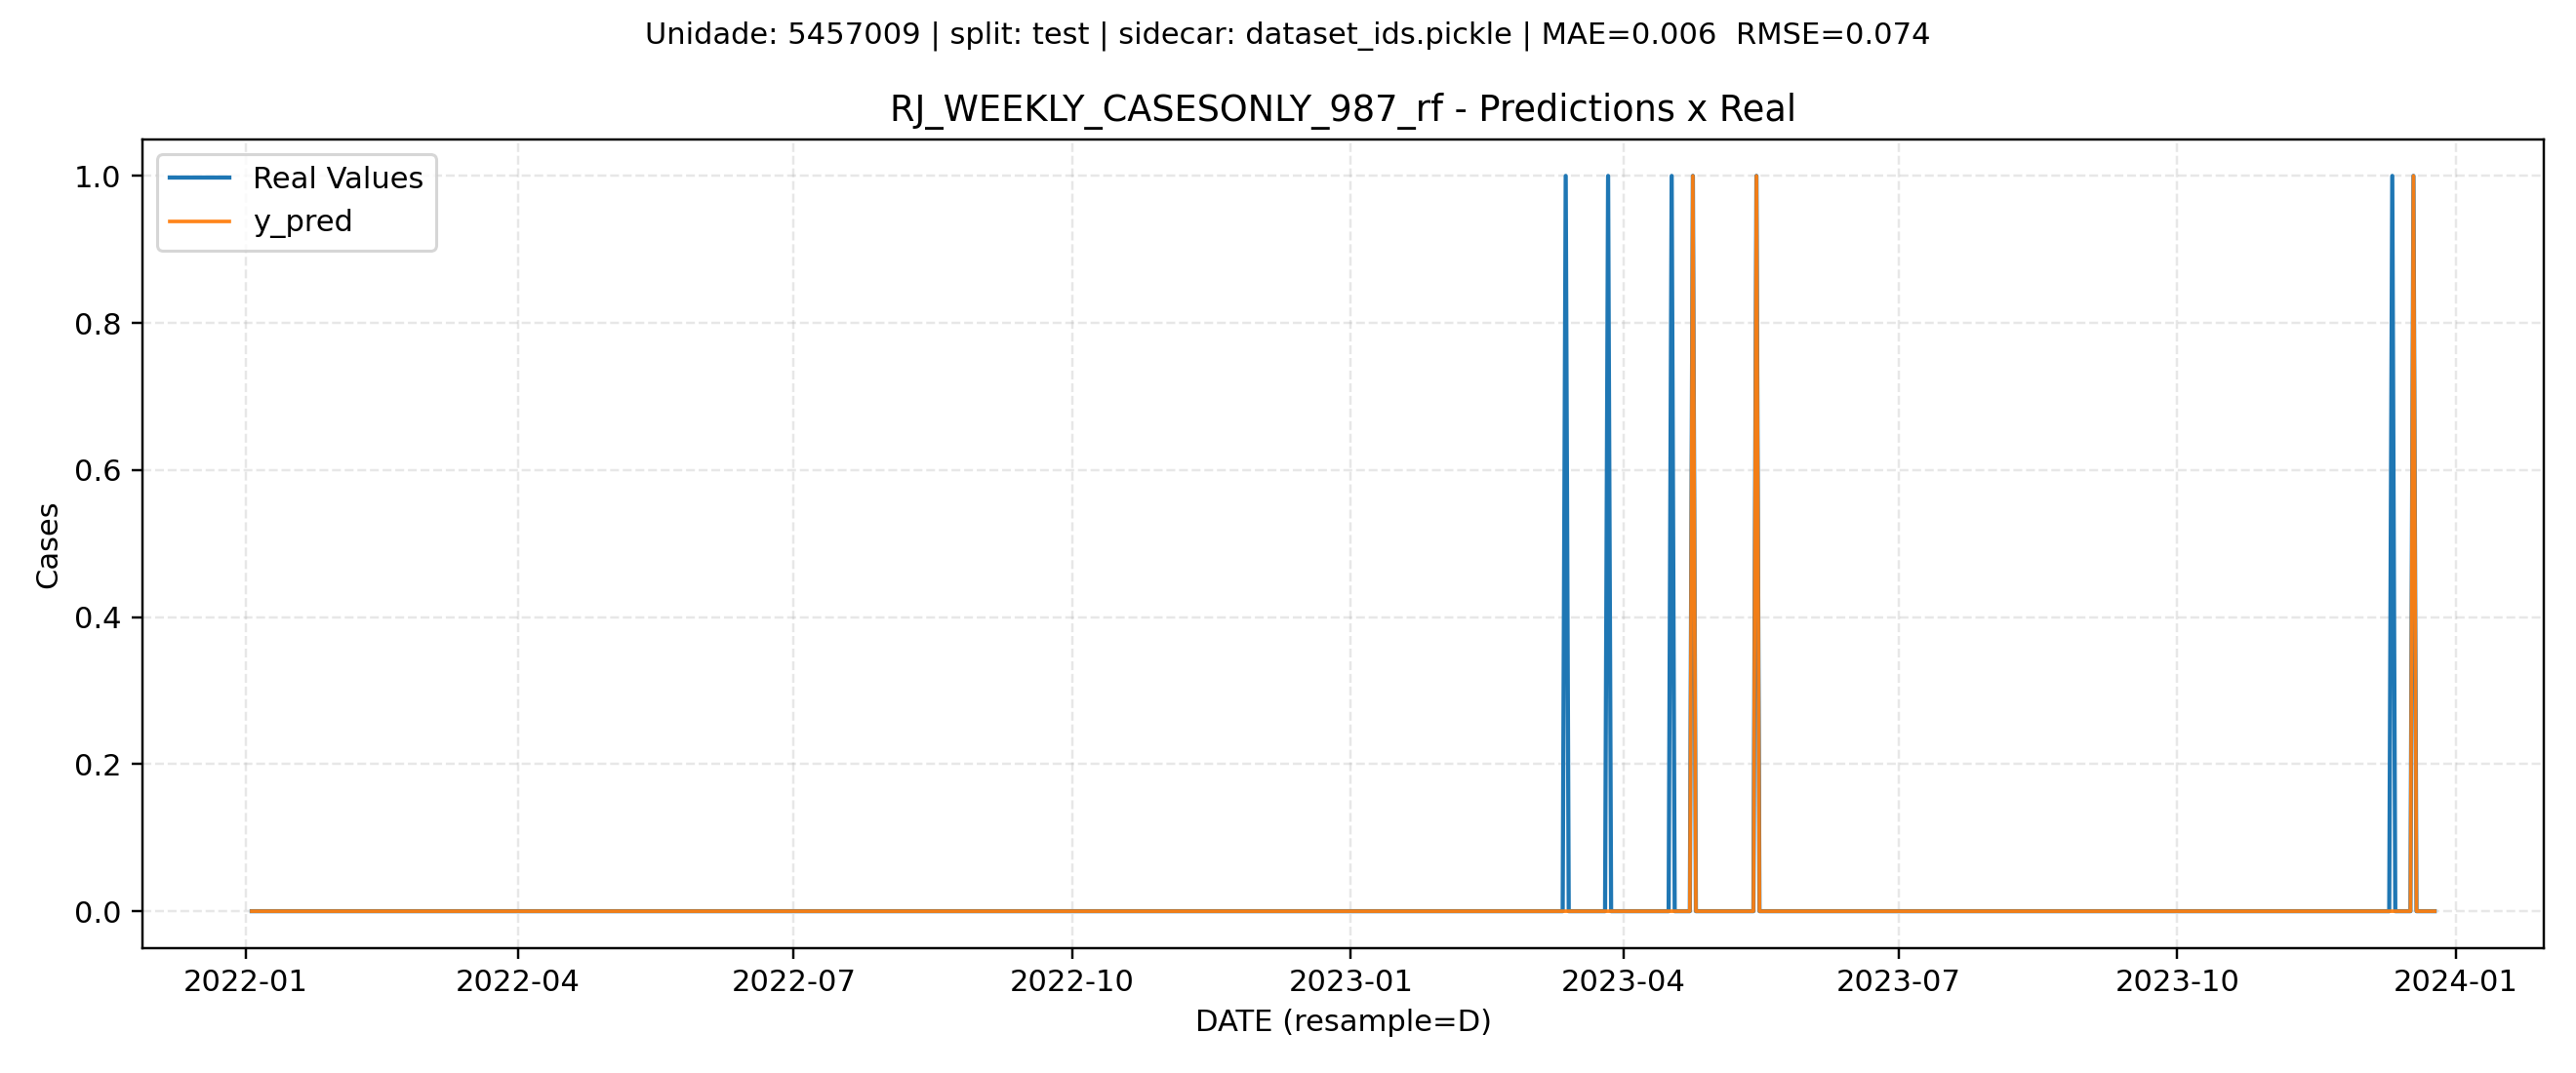 Unidade: 5457009 | split: test | sidecar: dataset_ids.pickle | MAE=0.006  RMSE=0.074
RJ_WEEKLY_CASESONLY_987_rf - Predictions x Real
Real Values
y_pred
1.0
0.8
0.6
0.4
0.2
0.0
Cases
2022-01 2022-04 2022-07 2022-10 2023-01 2023-04 2023-07 2023-10 2024-01
DATE (resample=D)